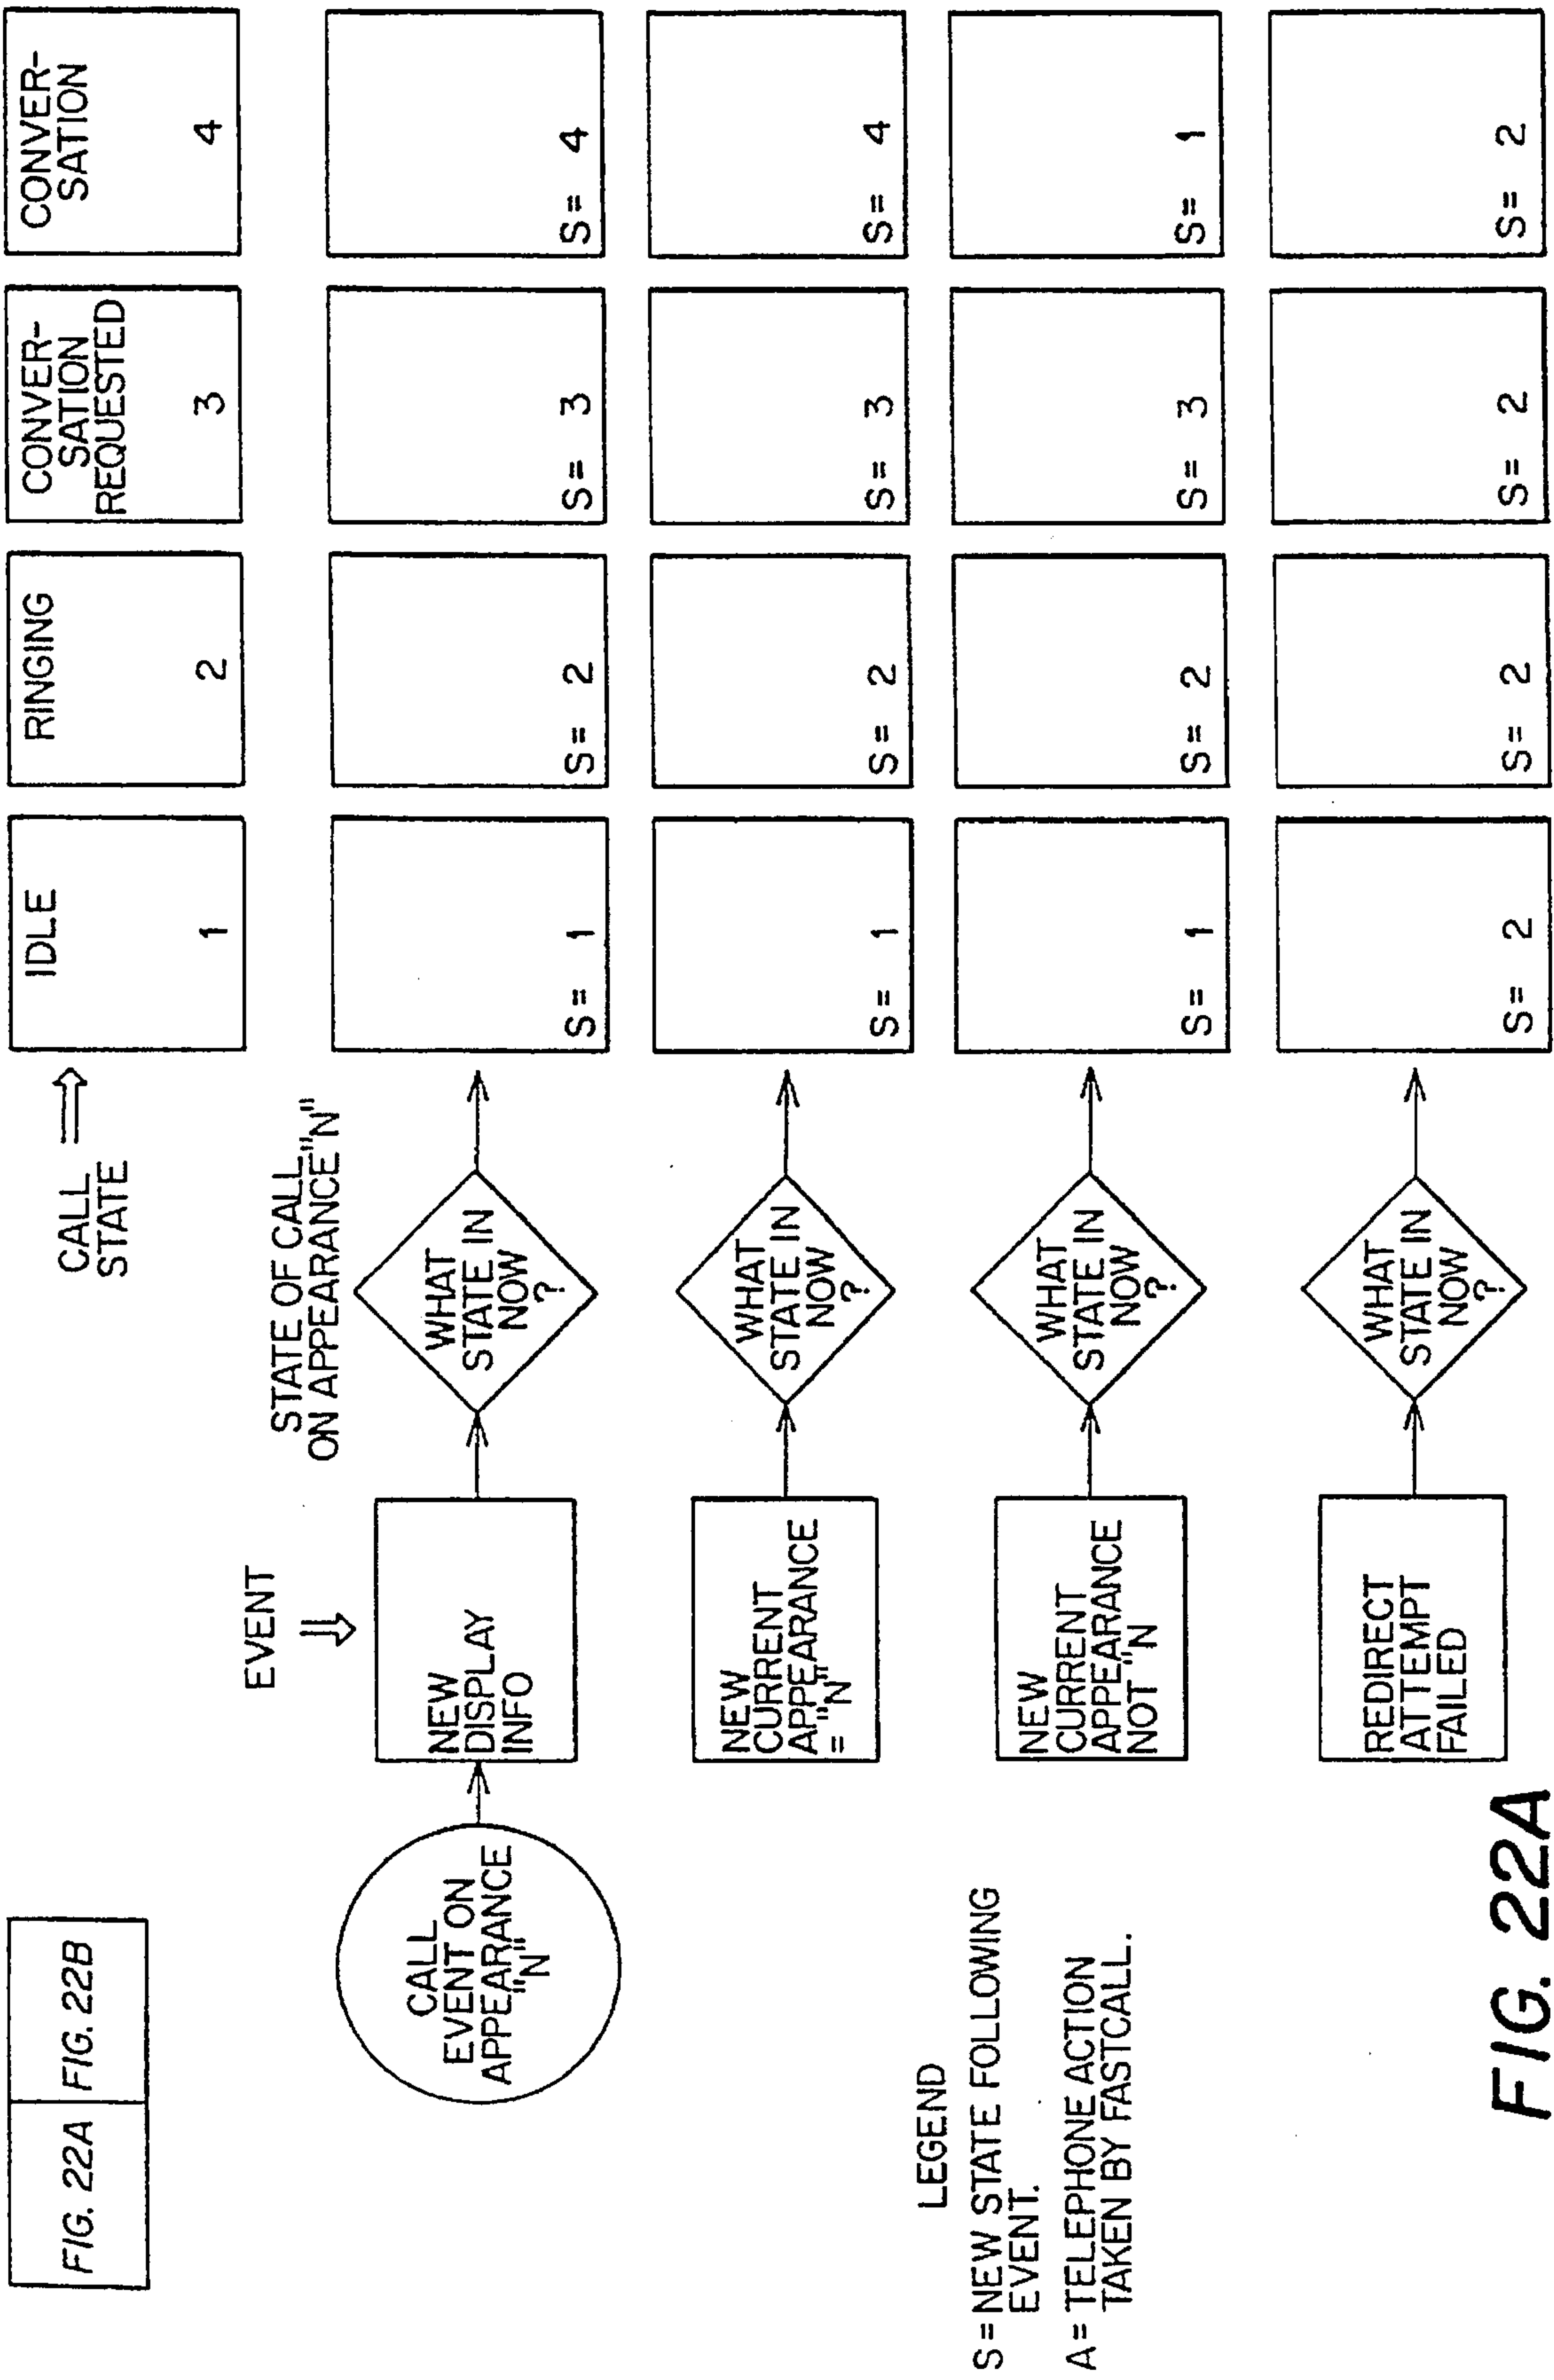 FIG. 22A FIG. 22B
CALL
STATE
IDLE
1
RINGING
2
CONVER-
SATION
REQUESTED
3
CONVER-
SATION
4
EVENT
STATE OF CALL
ON APPEARANCE "N"
CALL
EVENT ON
APPEARANCE
"N"
NEW
DISPLAY
INFO
WHAT
STATE IN
NOW
?
S = 1
S = 2
S = 3
S = 4
NEW
CURRENT
APPEARANCE
= "N"
WHAT
STATE IN
NOW
?
S = 1
S = 2
S = 3
S = 4
NEW
CURRENT
APPEARANCE
NOT "N
WHAT
STATE IN
NOW
?
S = 1
S = 2
S = 3
S = 1
REDIRECT
ATTEMPT
FAILED
WHAT
STATE IN
NOW
?
S = 2
S = 2
S = 2
S = 2
LEGEND
S = NEW STATE FOLLOWING
EVENT.
A = TELEPHONE ACTION
TAKEN BY FASTCALL.
FIG. 22A